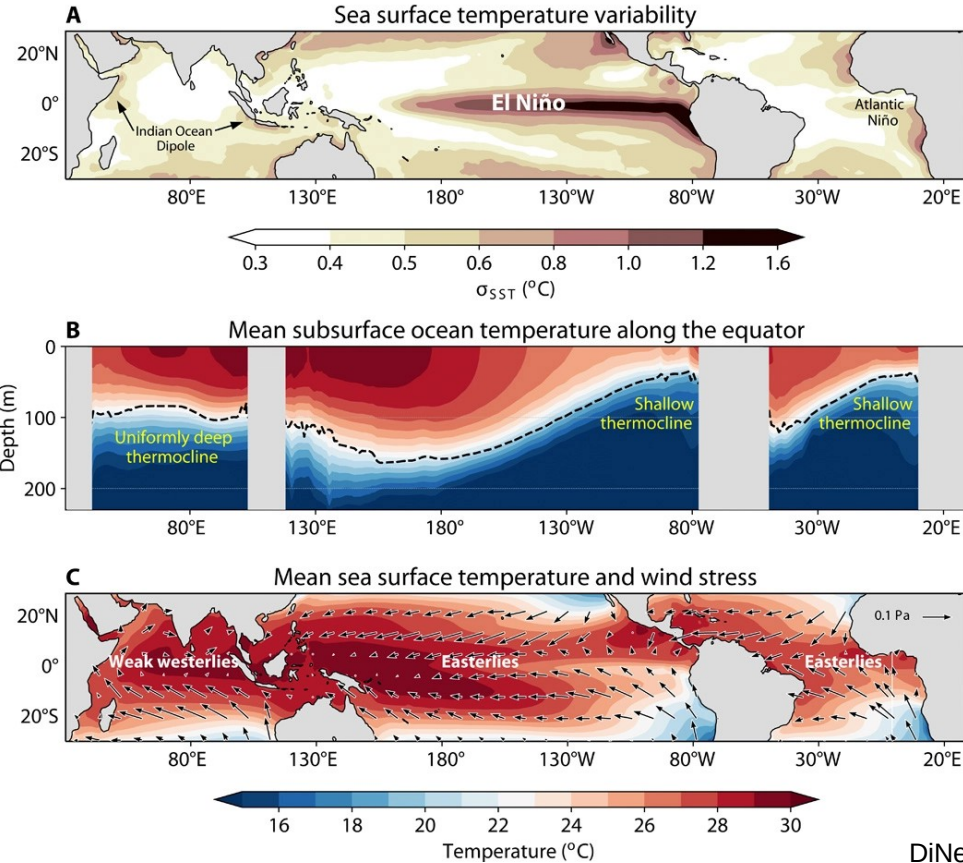 A Sea surface temperature variability
20°N
0°
20°S
El Niño
Indian Ocean
Dipole
Atlantic
Niño
80°E 130°E 180° 130°W 80°W 30°W 20°E
0.3 0.4 0.5 0.6 0.8 1.0 1.2 1.6
σSST (°C)
B Mean subsurface ocean temperature along the equator
Depth (m)
0
100
200
Uniformly deep
thermocline
Shallow
thermocline
Shallow
thermocline
80°E 130°E 180° 130°W 80°W 30°W 20°E
C Mean sea surface temperature and wind stress
20°N
0°
20°S
0.1 Pa
Weak westerlies Easterlies Easterlies
80°E 130°E 180° 130°W 80°W 30°W 20°E
16 18 20 22 24 26 28 30
Temperature (°C)
DiNe